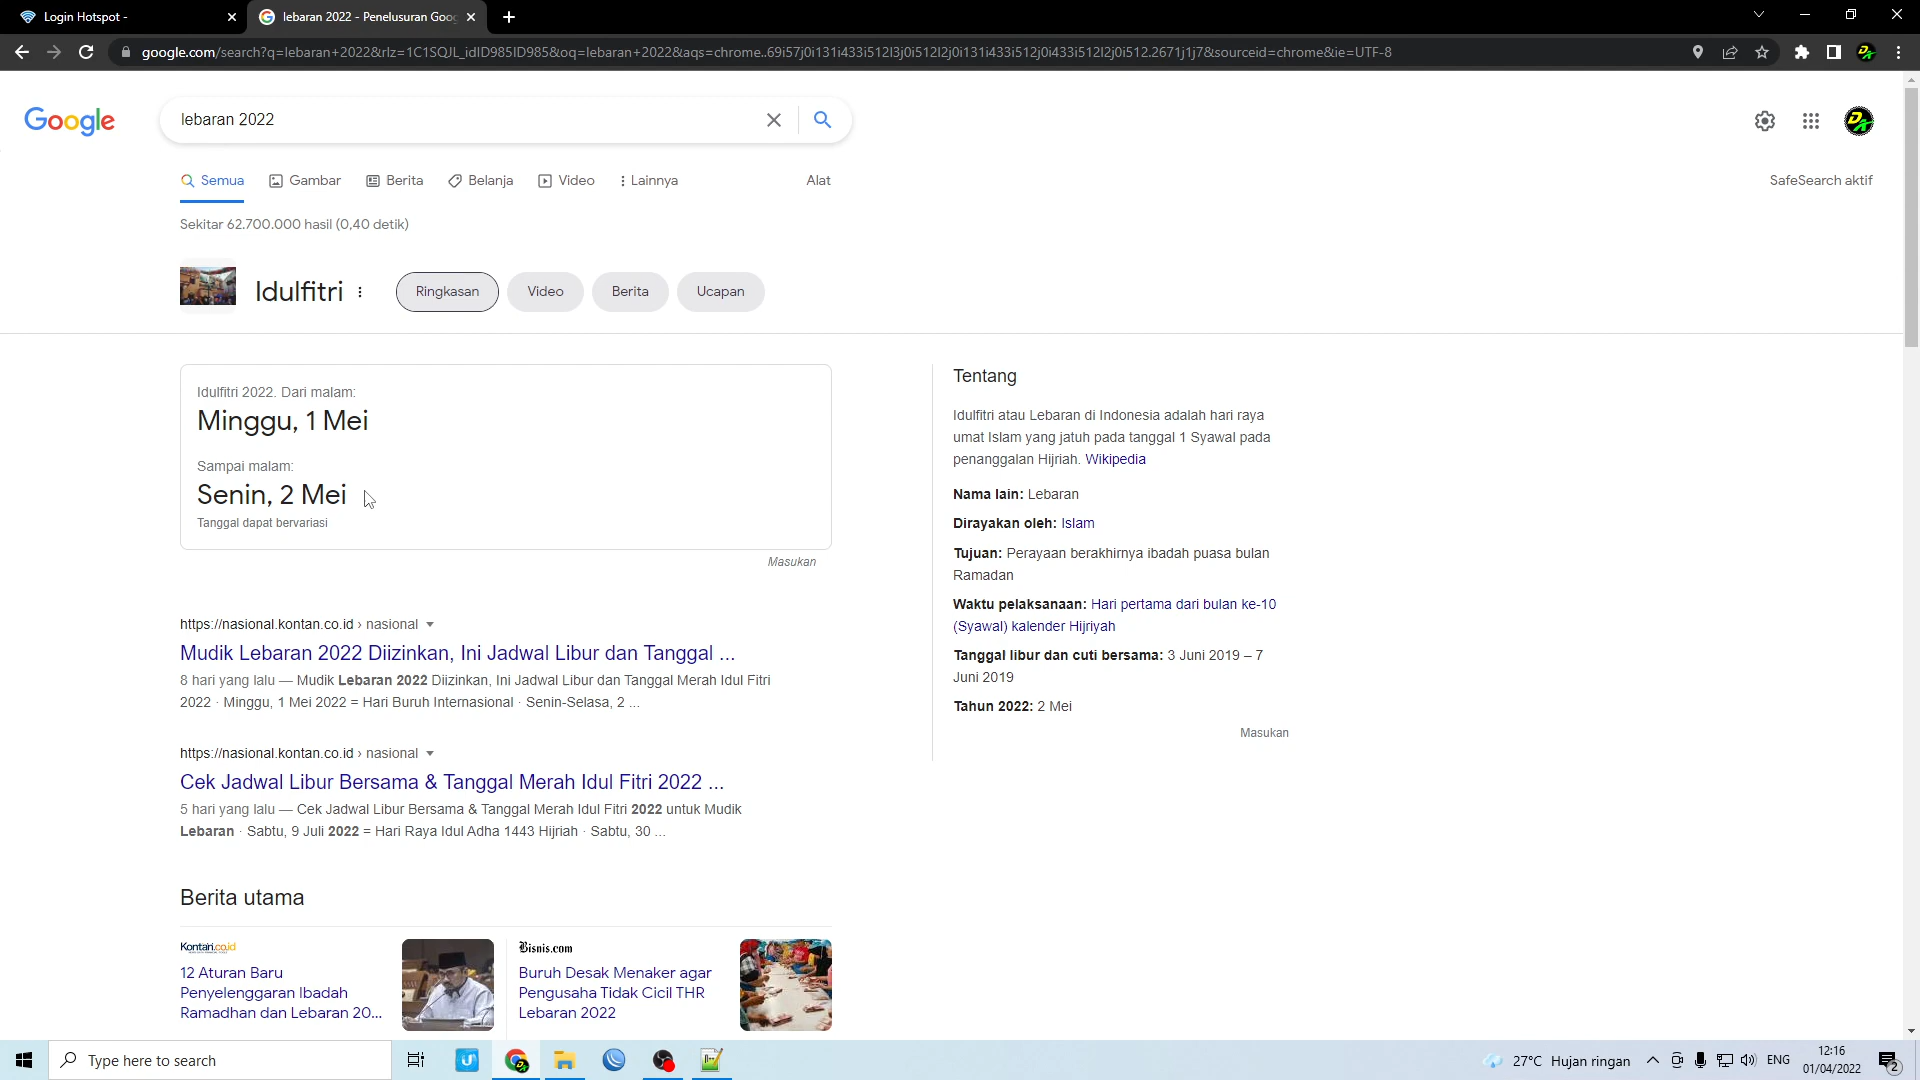 Login Hotspot -
lebaran 2022 - Penelusuran Goog
google.com/search?q=lebaran+2022&rlz=1C1SQJL_idID985ID985&oq=lebaran+2022&aqs=chrome..69i57j0i131i433i512l3j0i512l2j0i131i433i512j0i433i512l2j0i512.2671j1j7&sourceid=chrome&ie=UTF-8
Google
lebaran 2022
Semua
Gambar
Berita
Belanja
Video
Lainnya
Alat
SafeSearch aktif
Sekitar 62.700.000 hasil (0,40 detik)
Idulfitri
Ringkasan
Video
Berita
Ucapan
Idulfitri 2022. Dari malam:
Minggu, 1 Mei
Sampai malam:
Senin, 2 Mei
Tanggal dapat bervariasi
Masukan
https://nasional.kontan.co.id › nasional
Mudik Lebaran 2022 Diizinkan, Ini Jadwal Libur dan Tanggal ...
8 hari yang lalu — Mudik Lebaran 2022 Diizinkan, Ini Jadwal Libur dan Tanggal Merah Idul Fitri
2022 · Minggu, 1 Mei 2022 = Hari Buruh Internasional · Senin-Selasa, 2 ...
https://nasional.kontan.co.id › nasional
Cek Jadwal Libur Bersama & Tanggal Merah Idul Fitri 2022 ...
5 hari yang lalu — Cek Jadwal Libur Bersama & Tanggal Merah Idul Fitri 2022 untuk Mudik
Lebaran · Sabtu, 9 Juli 2022 = Hari Raya Idul Adha 1443 Hijriah · Sabtu, 30 ...
Berita utama
Kontan.co.id
12 Aturan Baru
Penyelenggaran Ibadah
Ramadhan dan Lebaran 20...
Bisnis.com
Buruh Desak Menaker agar
Pengusaha Tidak Cicil THR
Lebaran 2022
Tentang
Idulfitri atau Lebaran di Indonesia adalah hari raya
umat Islam yang jatuh pada tanggal 1 Syawal pada
penanggalan Hijriah. Wikipedia
Nama lain: Lebaran
Dirayakan oleh: Islam
Tujuan: Perayaan berakhirnya ibadah puasa bulan
Ramadan
Waktu pelaksanaan: Hari pertama dari bulan ke-10
(Syawal) kalender Hijriyah
Tanggal libur dan cuti bersama: 3 Juni 2019 – 7
Juni 2019
Tahun 2022: 2 Mei
Masukan
Type here to search
27°C Hujan ringan
ENG
12:16
01/04/2022
2